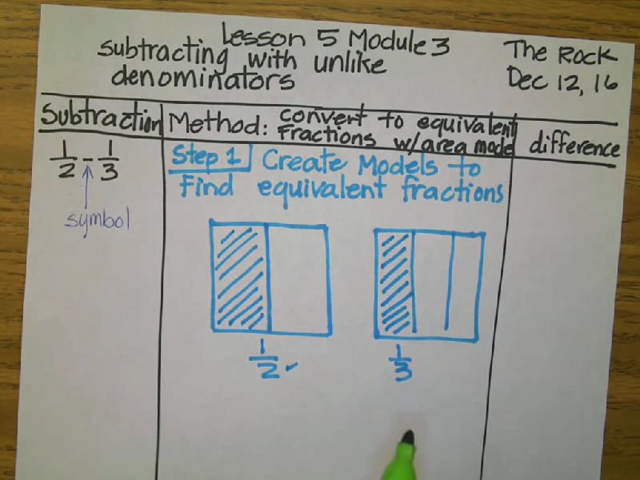 Lesson 5 Module 3
subtracting with unlike
denominators
The Rock
Dec 12, 16
Subtraction
Method: convert to equivalent
Fractions w/area model
difference
1/2 - 1/3
symbol
Step 1 Create Models to
Find equivalent fractions
1/2
1/3